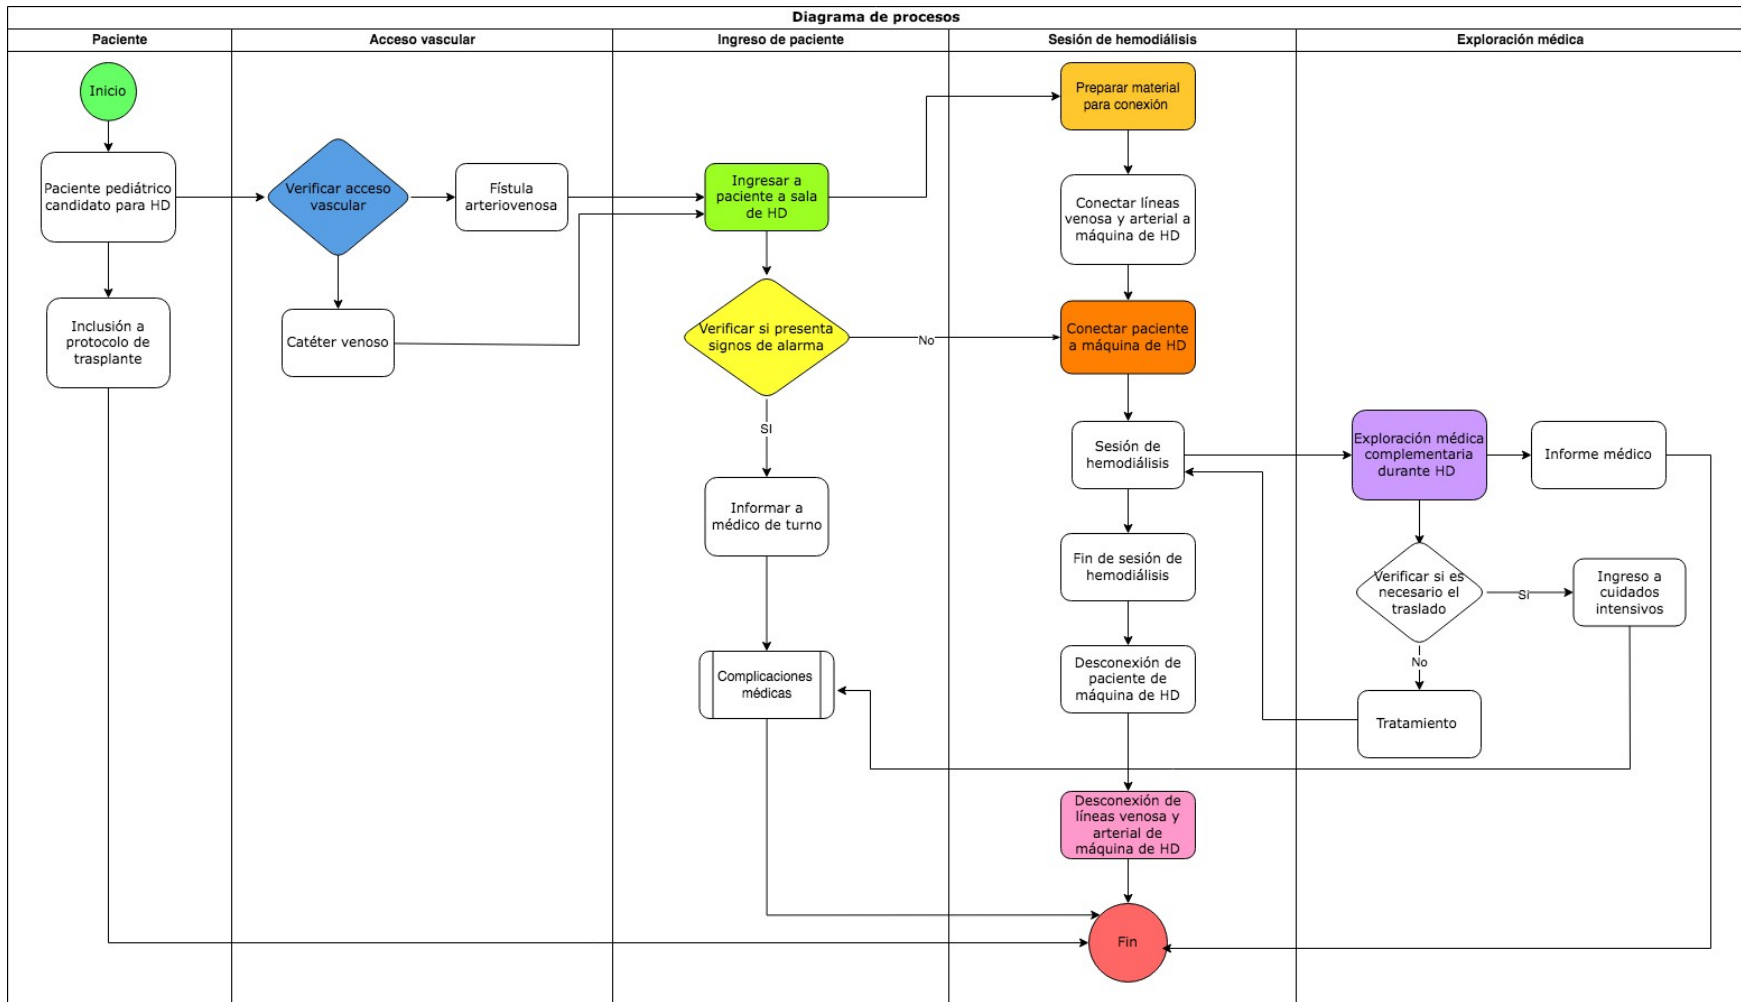 Diagrama de procesos
Paciente
Acceso vascular
Ingreso de paciente
Sesión de hemodiálisis
Exploración médica
Inicio
Paciente pediátrico
candidato para HD
Inclusión a
protocolo de
trasplante
Verificar acceso
vascular
Fístula
arteriovenosa
Catéter venoso
Ingresar a
paciente a sala
de HD
Verificar si presenta
signos de alarma
No
SI
Informar a
médico de turno
Complicaciones
médicas
Preparar material
para conexión
Conectar líneas
venosa y arterial a
máquina de HD
Conectar paciente
a máquina de HD
Sesión de
hemodiálisis
Fin de sesión de
hemodiálisis
Desconexión de
paciente de
máquina de HD
Desconexión de
líneas venosa y
arterial de
máquina de HD
Fin
Exploración médica
complementaria
durante HD
Informe médico
Verificar si es
necesario el
traslado
Si
Ingreso a
cuidados
intensivos
No
Tratamiento